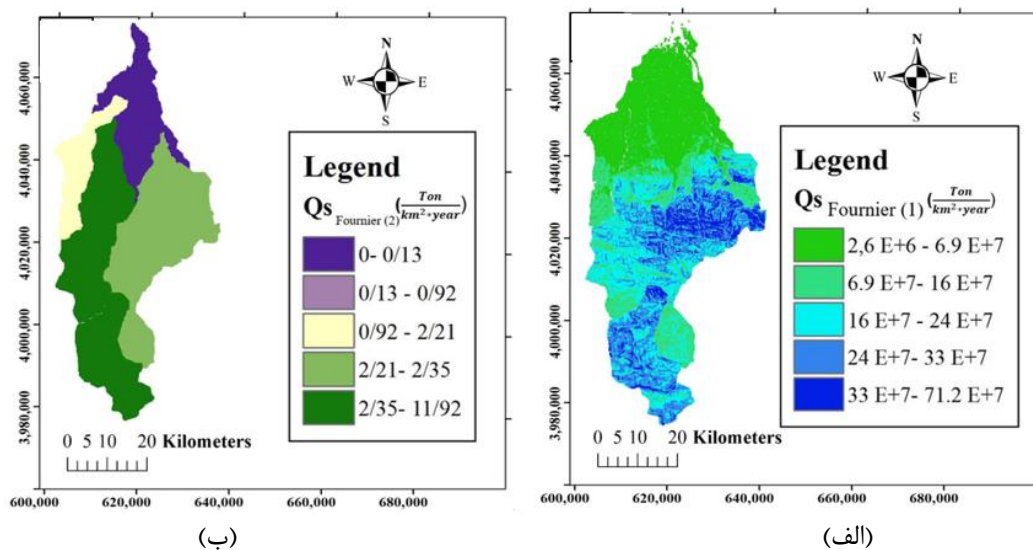 N
W E
S
Legend
Qs Fournier (2) (Ton/km²*year)
0- 0/13
0/13 - 0/92
0/92 - 2/21
2/21- 2/35
2/35- 11/92
4,060,000
4,040,000
4,020,000
4,000,000
3,980,000
0 5 10 20 Kilometers
600,000 620,000 640,000 660,000 680,000
(ب)
N
W E
S
Legend
Qs Fournier (1) (Ton/km²*year)
2,6 E+6 - 6.9 E+7
6.9 E+7- 16 E+7
16 E+7 - 24 E+7
24 E+7- 33 E+7
33 E+7- 71.2 E+7
4,060,000
4,040,000
4,020,000
4,000,000
3,980,000
0 5 10 20 Kilometers
600,000 620,000 640,000 660,000 680,000
(الف)